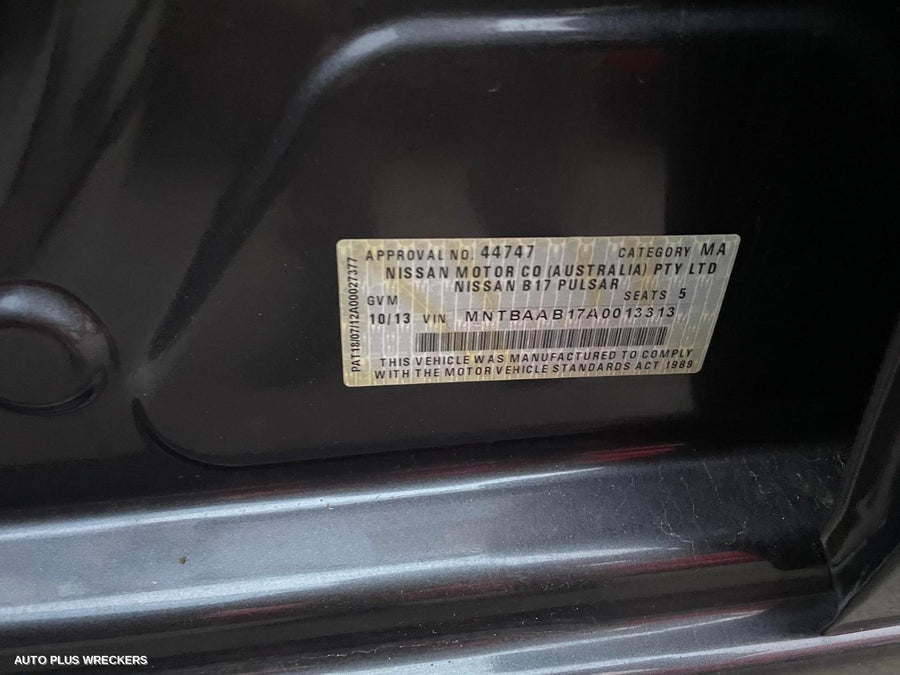 APPROVAL NO. 44747 CATEGORY MA
NISSAN MOTOR CO (AUSTRALIA) PTY LTD
NISSAN B17 PULSAR
GVM SEATS 5
10/13 VIN MNTBAAB17A0013313
THIS VEHICLE WAS MANUFACTURED TO COMPLY
WITH THE MOTOR VEHICLE STANDARDS ACT 1989
PAT18/07/12A00027377
AUTO PLUS WRECKERS